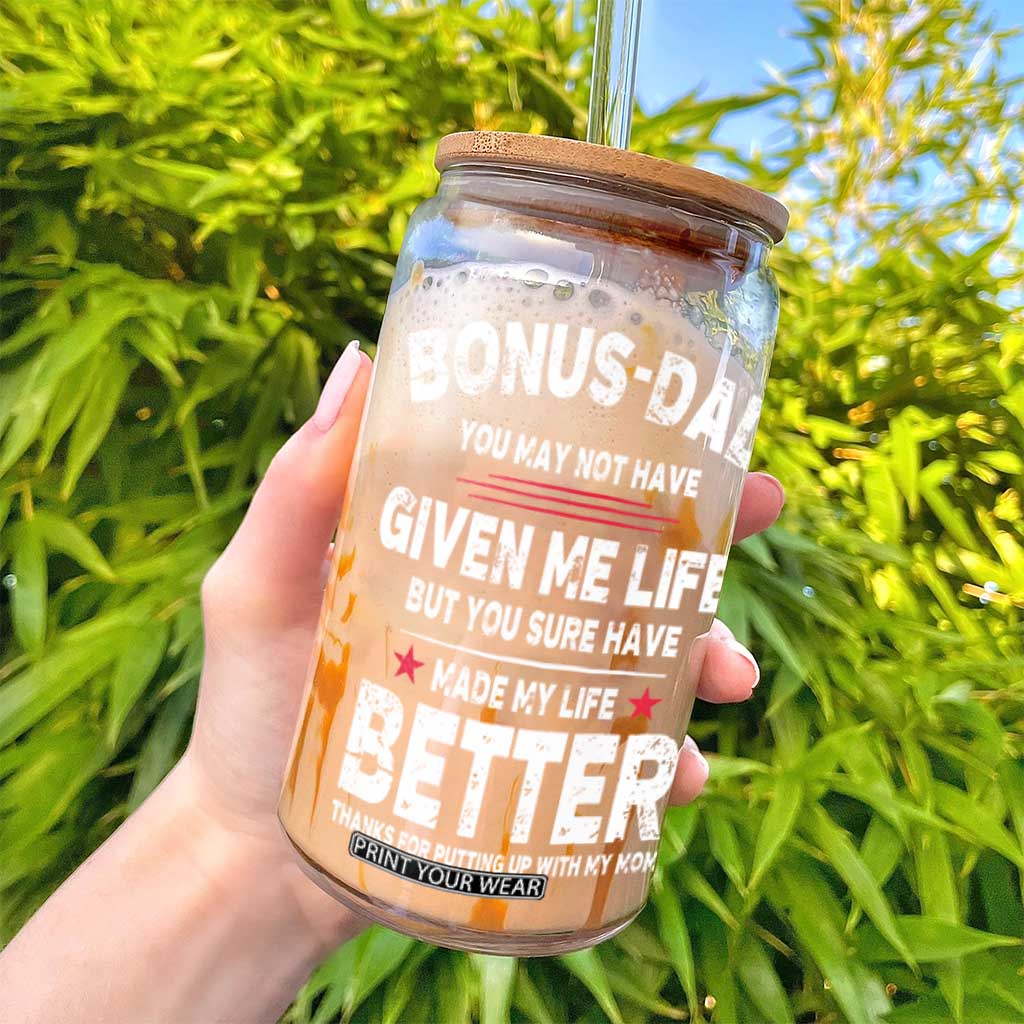 BONUS-DAD
YOU MAY NOT HAVE
GIVEN ME LIFE
BUT YOU SURE HAVE
MADE MY LIFE
BETTER
THANKS FOR PUTTING UP WITH MY MOM
PRINT YOUR WEAR